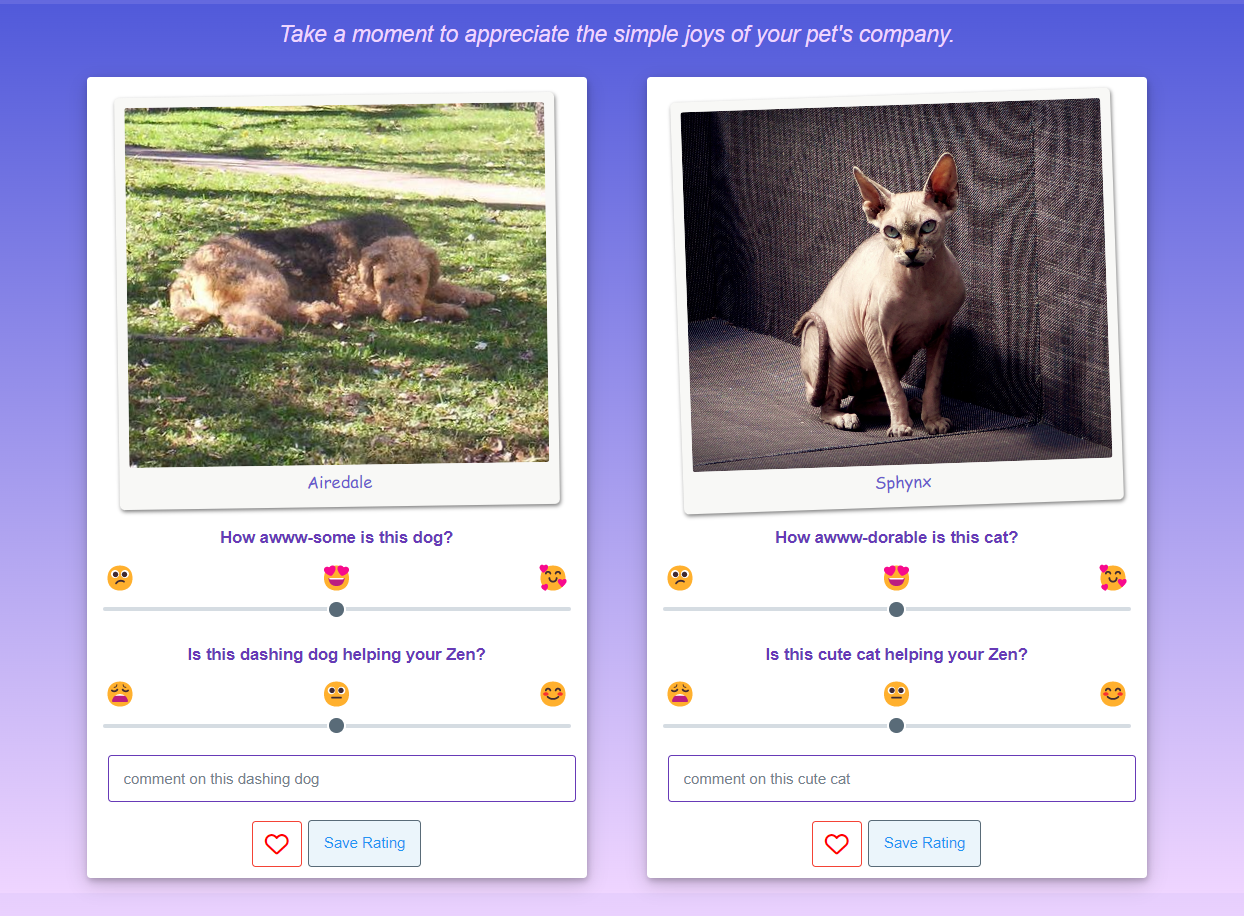 Take a moment to appreciate the simple joys of your pet's company.
Airedale
How awww-some is this dog?
Is this dashing dog helping your Zen?
comment on this dashing dog
Save Rating
Sphynx
How awww-dorable is this cat?
Is this cute cat helping your Zen?
comment on this cute cat
Save Rating